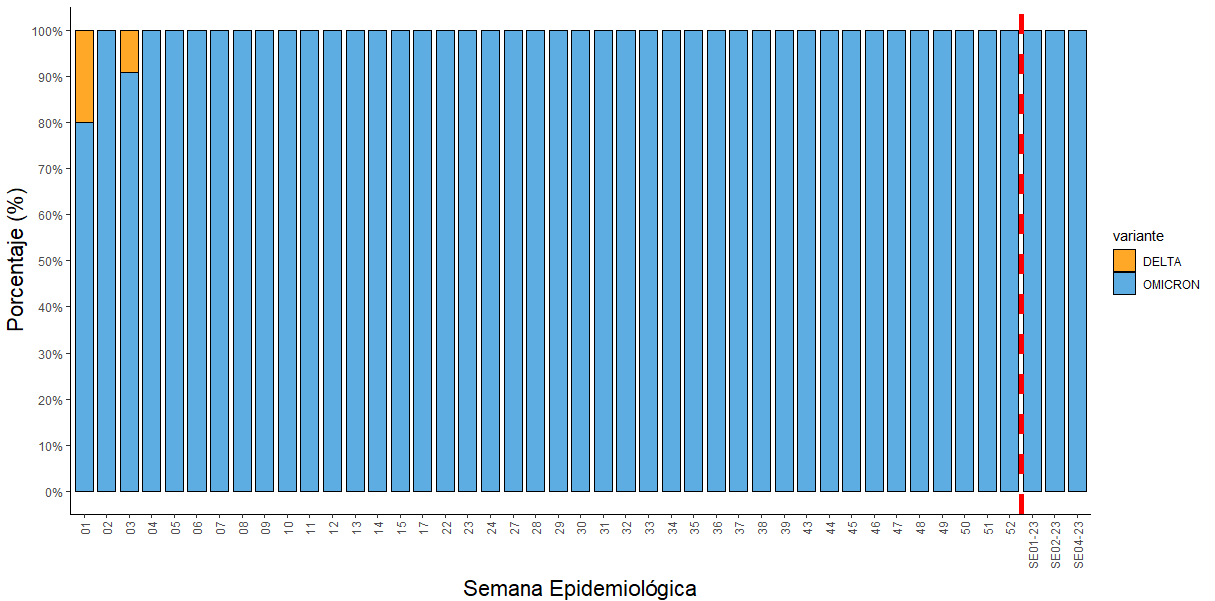 Porcentaje (%)
100%
90%
80%
70%
60%
50%
40%
30%
20%
10%
0%
01 02 03 04 05 06 07 08 09 10 11 12 13 14 15 17 22 23 24 27 28 29 30 31 32 33 34 35 36 37 38 39 43 44 45 46 47 48 49 50 51 52 SE01-23 SE02-23 SE04-23
Semana Epidemiológica
variante
DELTA
OMICRON